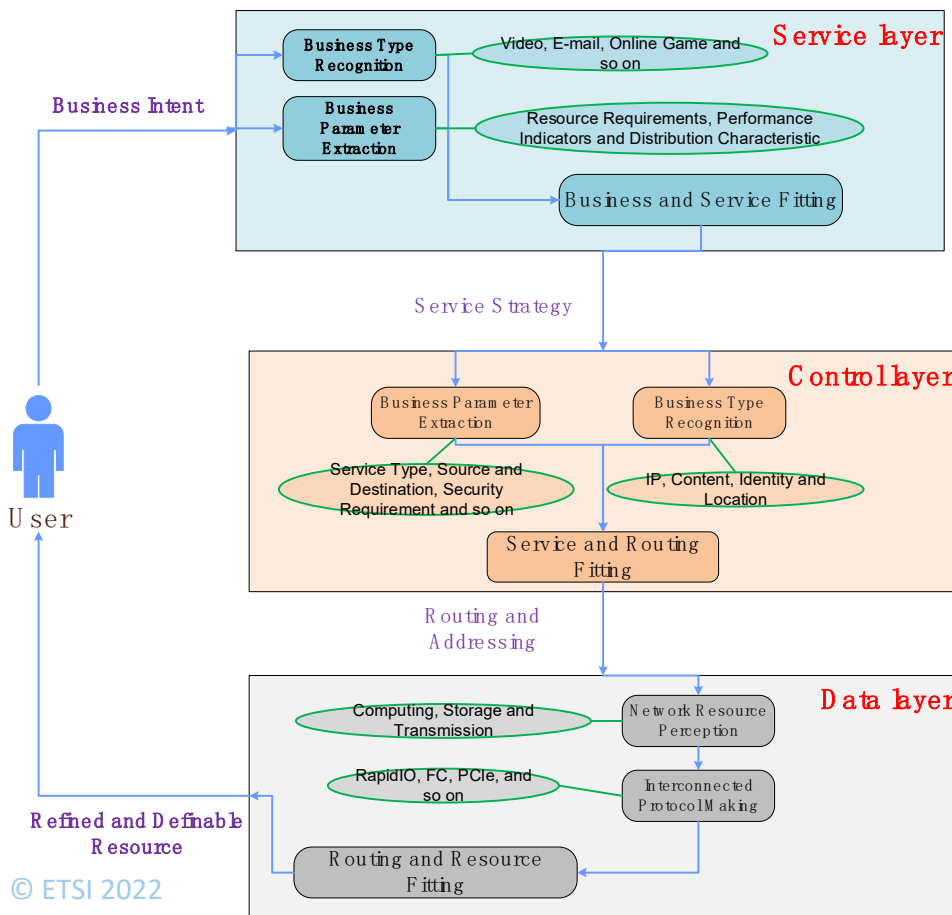 Service layer
Business Type
Recognition
Video, E-mail, Online Game and
so on
Business Intent
Business
Parameter
Extraction
Resource Requirements, Performance
Indicators and Distribution Characteristic
Business and Service Fitting
Service Strategy
Control layer
Business Parameter
Extraction
Business Type
Recognition
Service Type, Source and
Destination, Security
Requirement and so on
IP, Content, Identity and
Location
User
Service and Routing
Fitting
Routing and
Addressing
Data layer
Computing, Storage and
Transmission
Network Resource
Perception
RapidIO, FC, PCIe, and
so on
Interconnected
Protocol Making
Refined and Definable
Resource
Routing and Resource
Fitting
© ETSI 2022